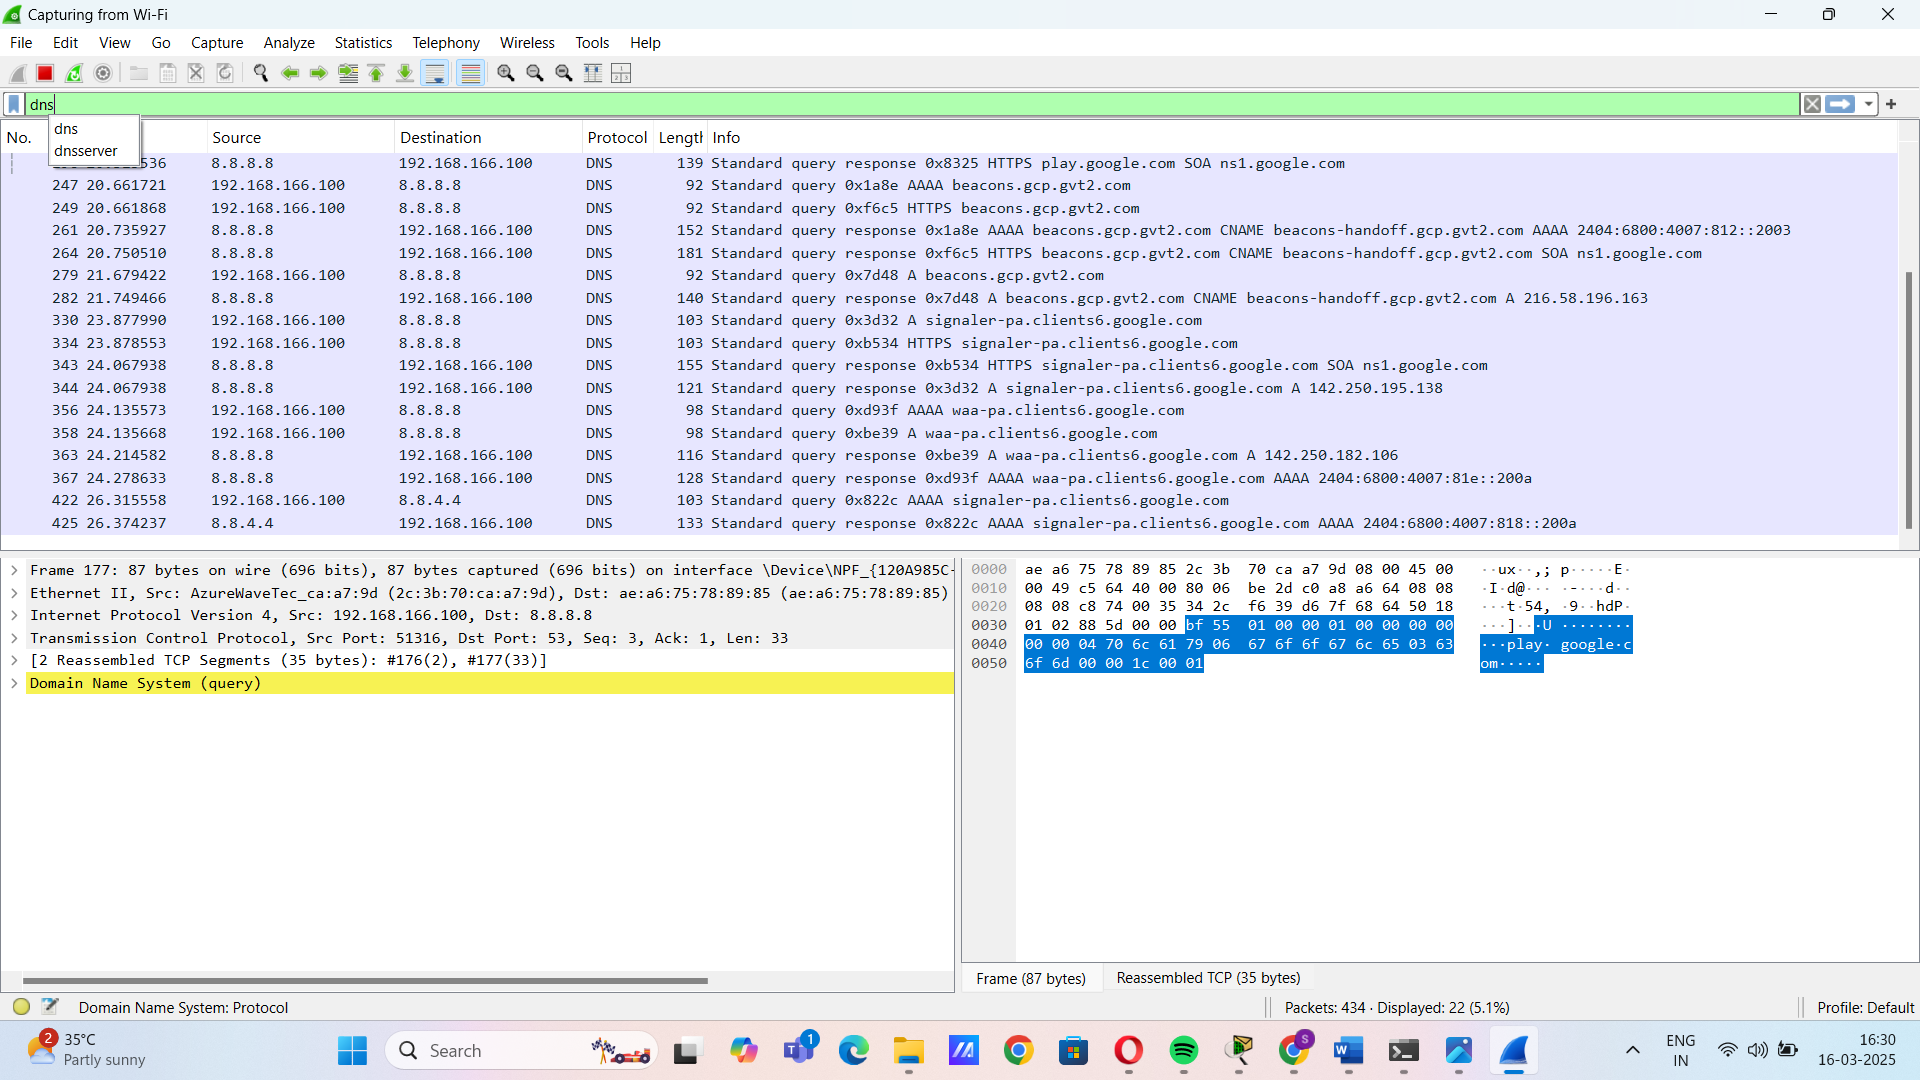 Capturing from Wi-Fi
File Edit View Go Capture Analyze Statistics Telephony Wireless Tools Help
dns
dns
dnsserver
No. Source Destination Protocol Length Info
536 8.8.8.8 192.168.166.100 DNS 139 Standard query response 0x8325 HTTPS play.google.com SOA ns1.google.com
247 20.661721 192.168.166.100 8.8.8.8 DNS 92 Standard query 0x1a8e AAAA beacons.gcp.gvt2.com
249 20.661868 192.168.166.100 8.8.8.8 DNS 92 Standard query 0xf6c5 HTTPS beacons.gcp.gvt2.com
261 20.735927 8.8.8.8 192.168.166.100 DNS 152 Standard query response 0x1a8e AAAA beacons.gcp.gvt2.com CNAME beacons-handoff.gcp.gvt2.com AAAA 2404:6800:4007:812::2003
264 20.750510 8.8.8.8 192.168.166.100 DNS 181 Standard query response 0xf6c5 HTTPS beacons.gcp.gvt2.com CNAME beacons-handoff.gcp.gvt2.com SOA ns1.google.com
279 21.679422 192.168.166.100 8.8.8.8 DNS 92 Standard query 0x7d48 A beacons.gcp.gvt2.com
282 21.749466 8.8.8.8 192.168.166.100 DNS 140 Standard query response 0x7d48 A beacons.gcp.gvt2.com CNAME beacons-handoff.gcp.gvt2.com A 216.58.196.163
330 23.877990 192.168.166.100 8.8.8.8 DNS 103 Standard query 0x3d32 A signaler-pa.clients6.google.com
334 23.878553 192.168.166.100 8.8.8.8 DNS 103 Standard query 0xb534 HTTPS signaler-pa.clients6.google.com
343 24.067938 8.8.8.8 192.168.166.100 DNS 155 Standard query response 0xb534 HTTPS signaler-pa.clients6.google.com SOA ns1.google.com
344 24.067938 8.8.8.8 192.168.166.100 DNS 121 Standard query response 0x3d32 A signaler-pa.clients6.google.com A 142.250.195.138
356 24.135573 192.168.166.100 8.8.8.8 DNS 98 Standard query 0xd93f AAAA waa-pa.clients6.google.com
358 24.135668 192.168.166.100 8.8.8.8 DNS 98 Standard query 0xbe39 A waa-pa.clients6.google.com
363 24.214582 8.8.8.8 192.168.166.100 DNS 116 Standard query response 0xbe39 A waa-pa.clients6.google.com A 142.250.182.106
367 24.278633 8.8.8.8 192.168.166.100 DNS 128 Standard query response 0xd93f AAAA waa-pa.clients6.google.com AAAA 2404:6800:4007:81e::200a
422 26.315558 192.168.166.100 8.8.4.4 DNS 103 Standard query 0x822c AAAA signaler-pa.clients6.google.com
425 26.374237 8.8.4.4 192.168.166.100 DNS 133 Standard query response 0x822c AAAA signaler-pa.clients6.google.com AAAA 2404:6800:4007:818::200a
Frame 177: 87 bytes on wire (696 bits), 87 bytes captured (696 bits) on interface \Device\NPF_{120A985C-
Ethernet II, Src: AzureWaveTec_ca:a7:9d (2c:3b:70:ca:a7:9d), Dst: ae:a6:75:78:89:85 (ae:a6:75:78:89:85)
Internet Protocol Version 4, Src: 192.168.166.100, Dst: 8.8.8.8
Transmission Control Protocol, Src Port: 51316, Dst Port: 53, Seq: 3, Ack: 1, Len: 33
[2 Reassembled TCP Segments (35 bytes): #176(2), #177(33)]
Domain Name System (query)
0000 ae a6 75 78 89 85 2c 3b 70 ca a7 9d 08 00 45 00 ··ux··,; p·····E·
0010 00 49 c5 64 40 00 80 06 be 2d c0 a8 a6 64 08 08 ·I·d@··· ·-···d··
0020 08 08 c8 74 00 35 34 2c f6 39 d6 7f 68 64 50 18 ···t·54, ·9··hdP·
0030 01 02 88 5d 00 00 bf 55 01 00 00 01 00 00 00 00 ···]···U ········
0040 00 00 04 70 6c 61 79 06 67 6f 6f 67 6c 65 03 63 ···play· google·c
0050 6f 6d 00 00 1c 00 01 om·····
Frame (87 bytes) Reassembled TCP (35 bytes)
Domain Name System: Protocol Packets: 434 · Displayed: 22 (5.1%) Profile: Default
2 35°C
Partly sunny
Search
1
S
ENG
IN
16:30
16-03-2025